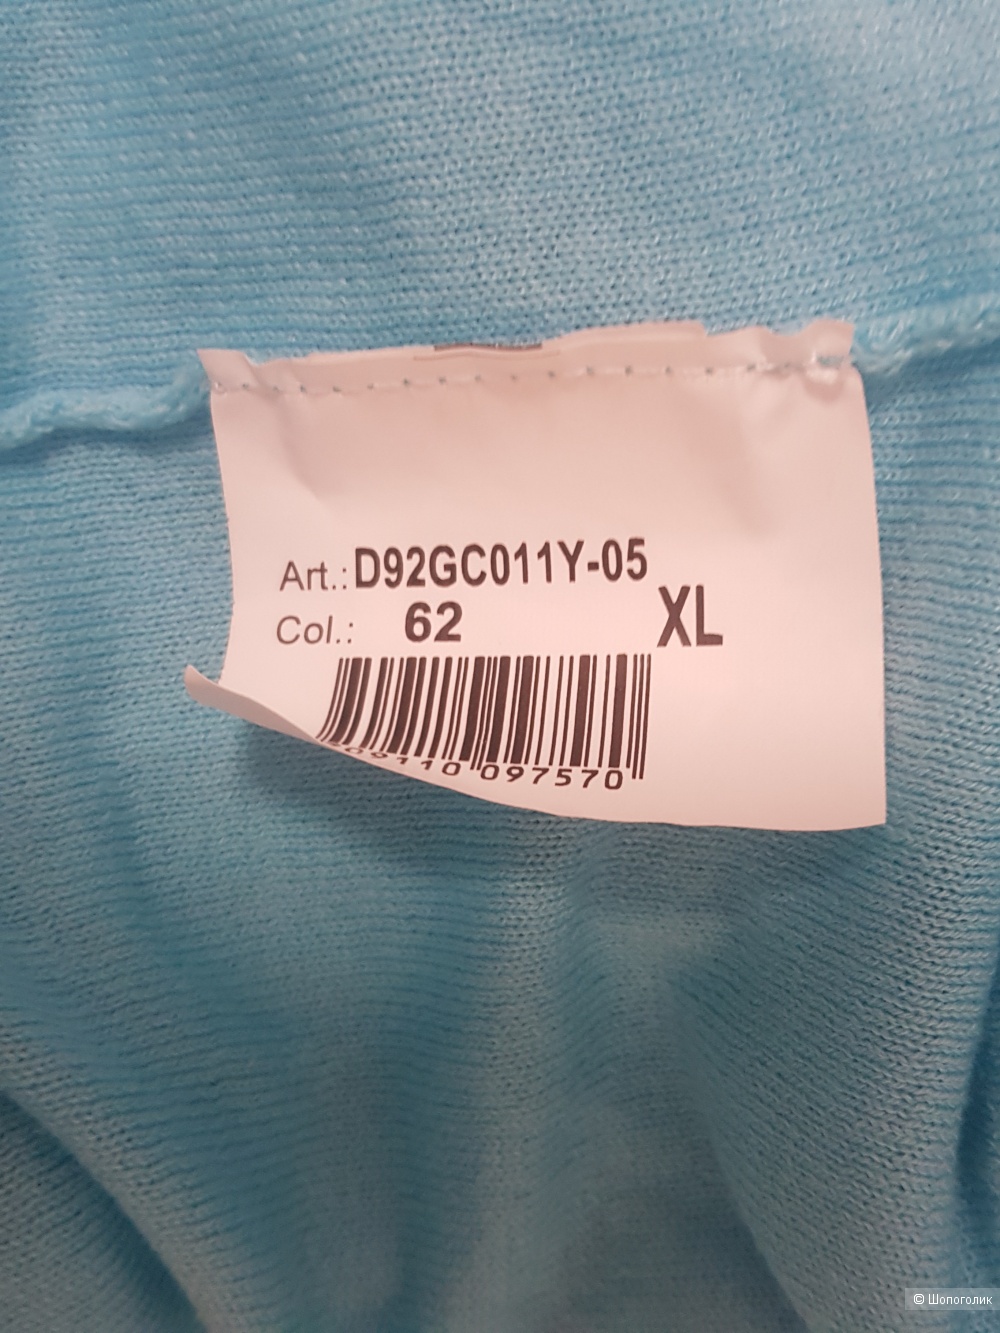 Art.: D92GC011Y-05
Col.: 62 XL
097570
© Шопоголик